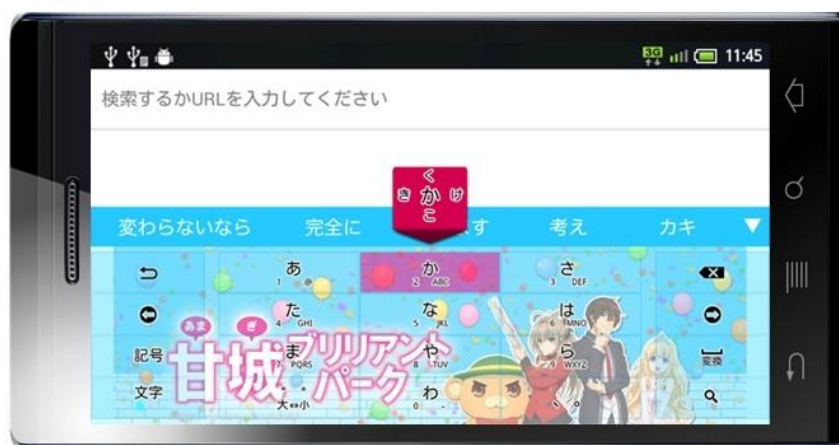 3G 11:45
検索するかURLを入力してください
く
き か け
こ
変わらないなら 完全に す 考え カキ
あ か さ
1 .@ 2 ABC 3 DEF
た な は
4 GHI 5 JKL 6 MNO
記号 ま や ら 変換
7 PQRS 8 TUV 9 WXYZ
文字 大⇔小 わ 、。
0 -
あま ぎ
甘城ブリリアント
パーク